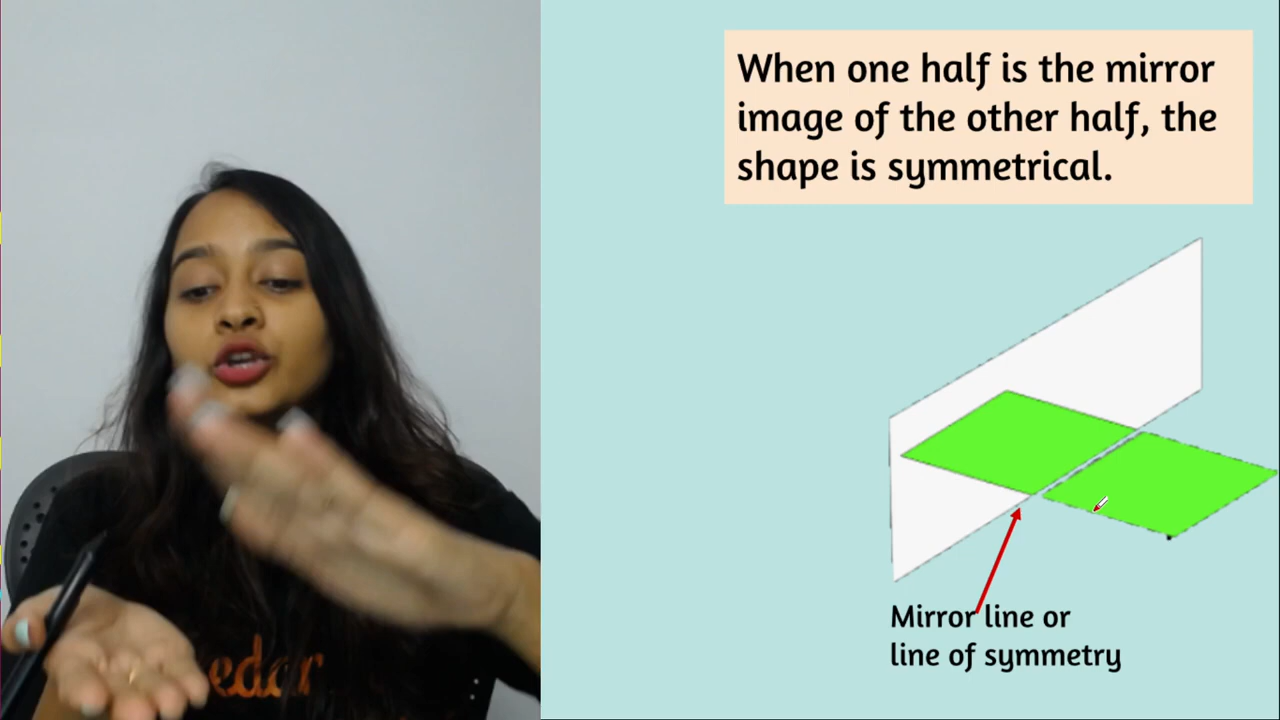 When one half is the mirror
image of the other half, the
shape is symmetrical.
Mirror line or
line of symmetry